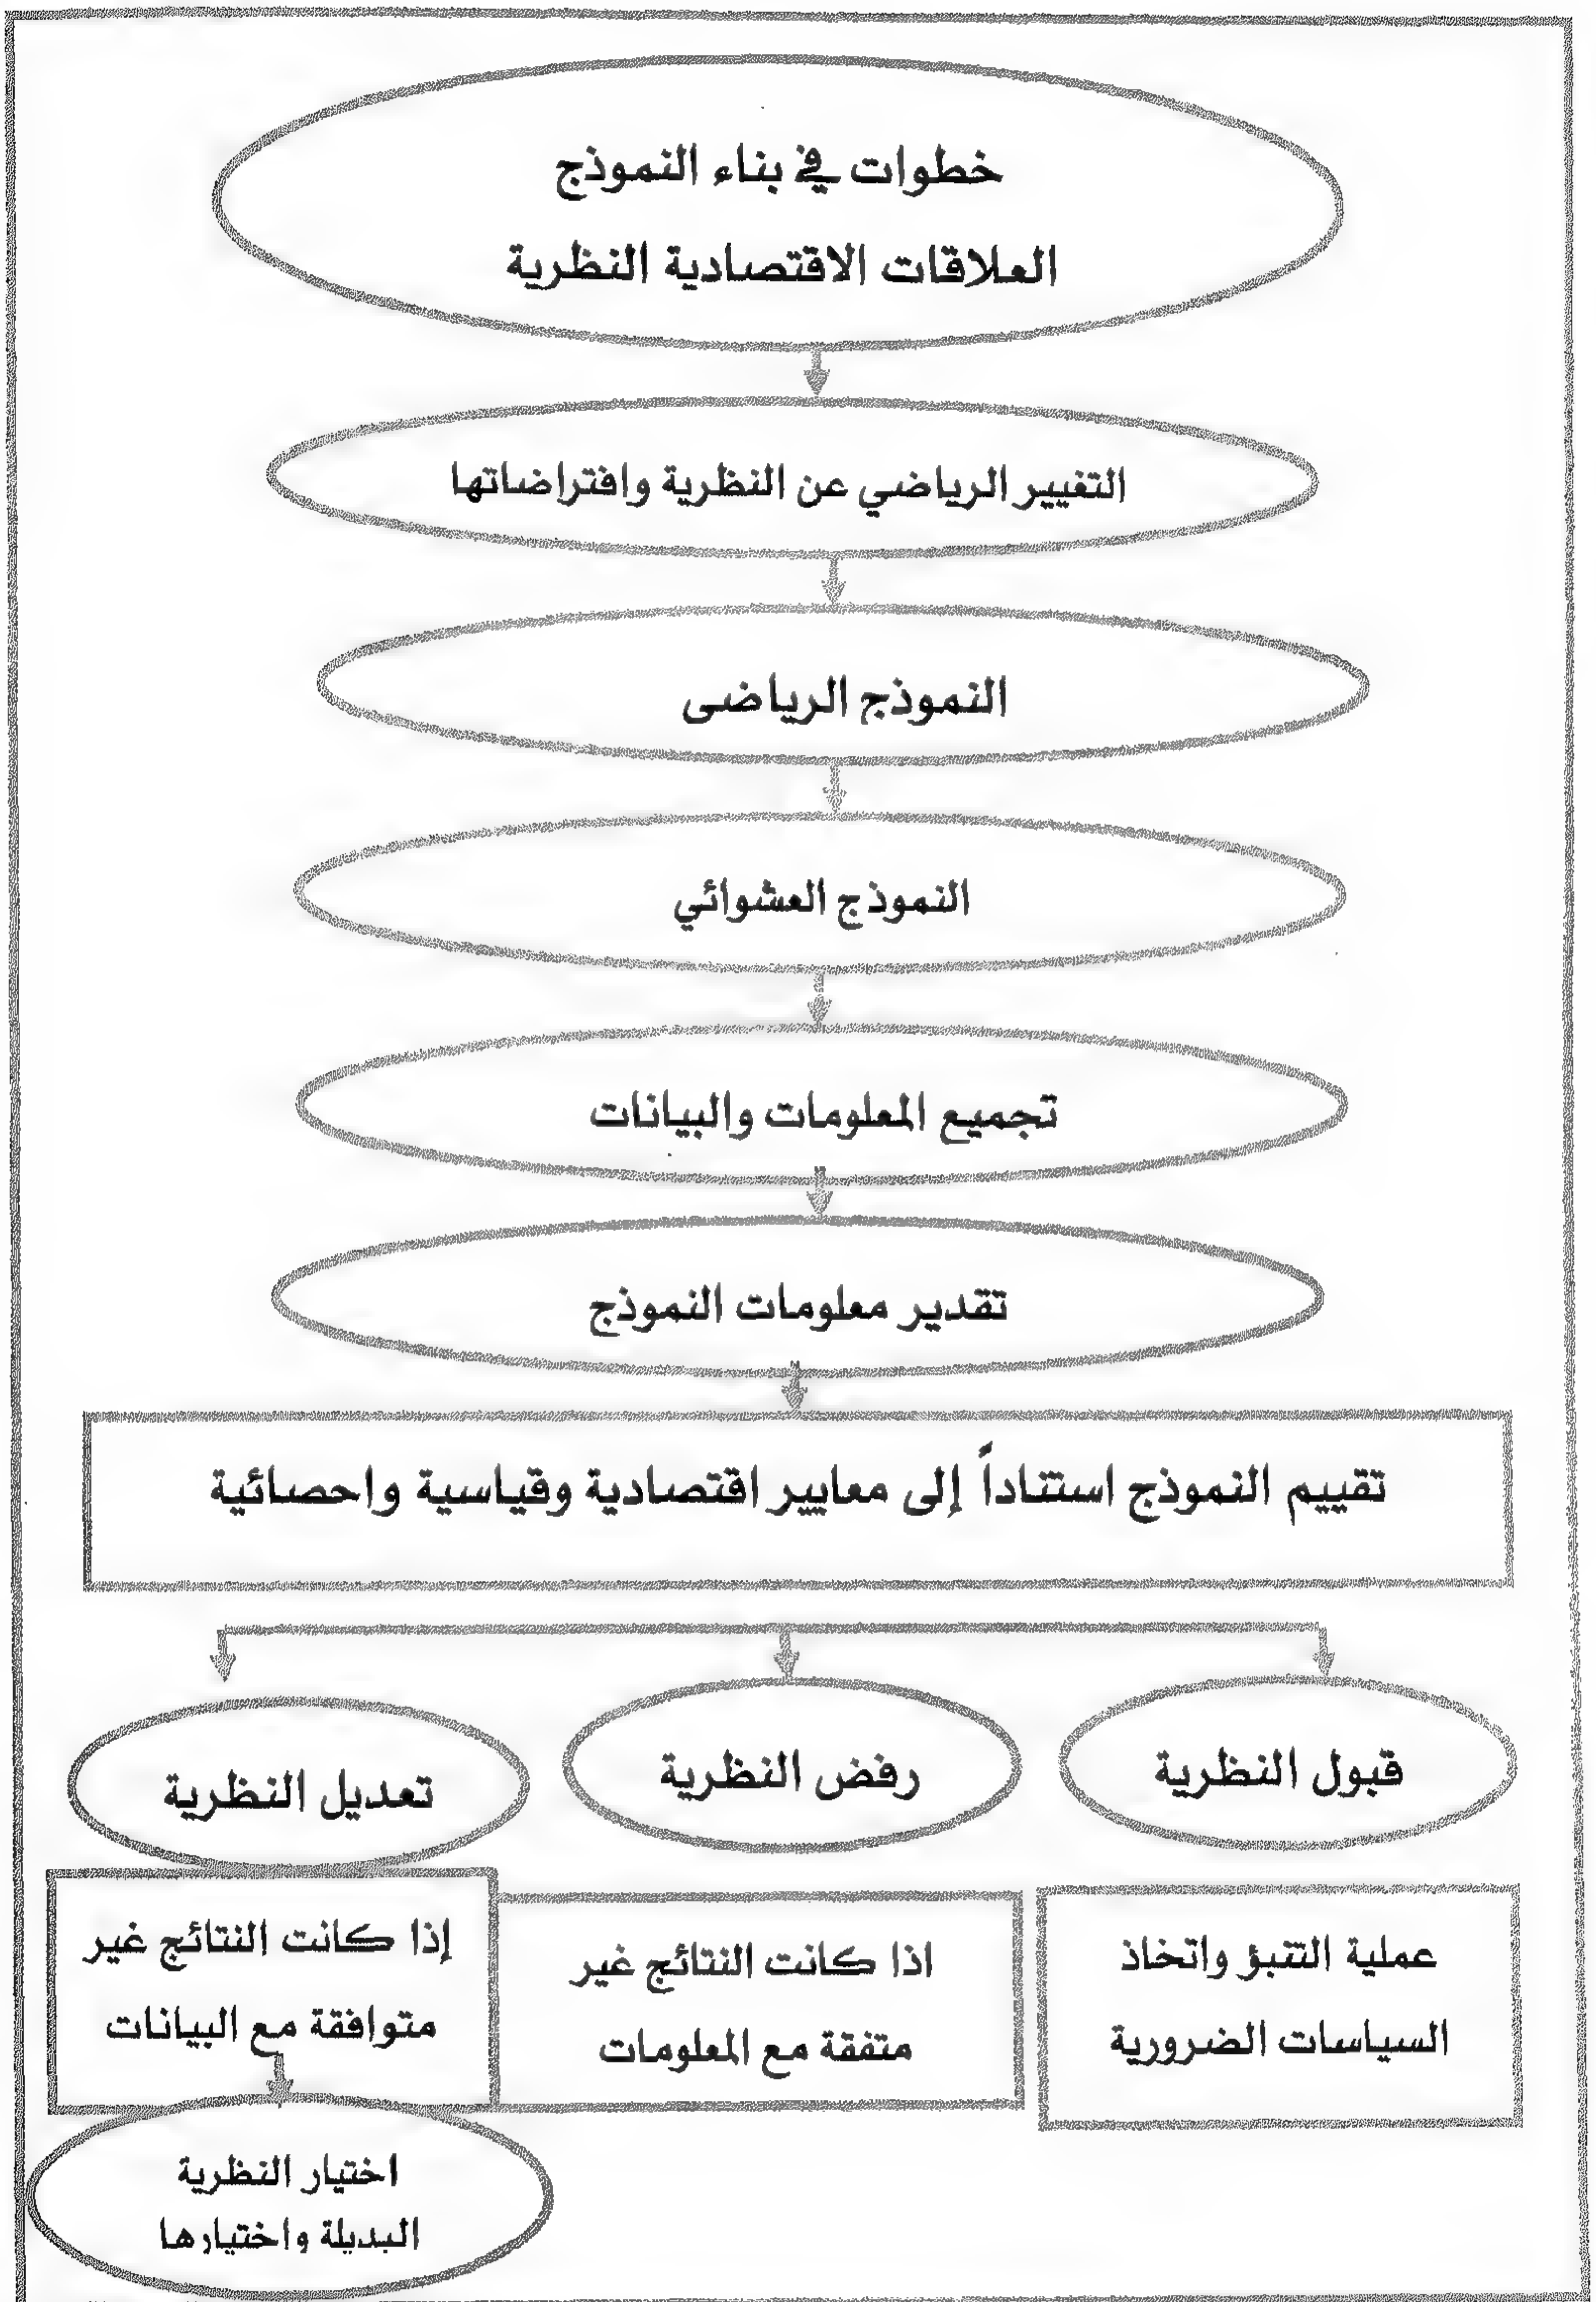 خطوات في بناء النموذج
العلاقات الاقتصادية النظرية
التغيير الرياضي عن النظرية وافتراضاتها
النموذج الرياضى
النموذج العشوائي
تجميع المعلومات والبيانات
تقدير معلومات النموذج
تقييم النموذج استناداً إلى معايير اقتصادية وقياسية واحصائية
قبول النظرية
رفض النظرية
تعديل النظرية
عملية التنبؤ واتخاذ
السياسات الضرورية
اذا كانت النتائج غير
متفقة مع المعلومات
إذا كانت النتائج غير
متوافقة مع البيانات
اختيار النظرية
البديلة واختيارها